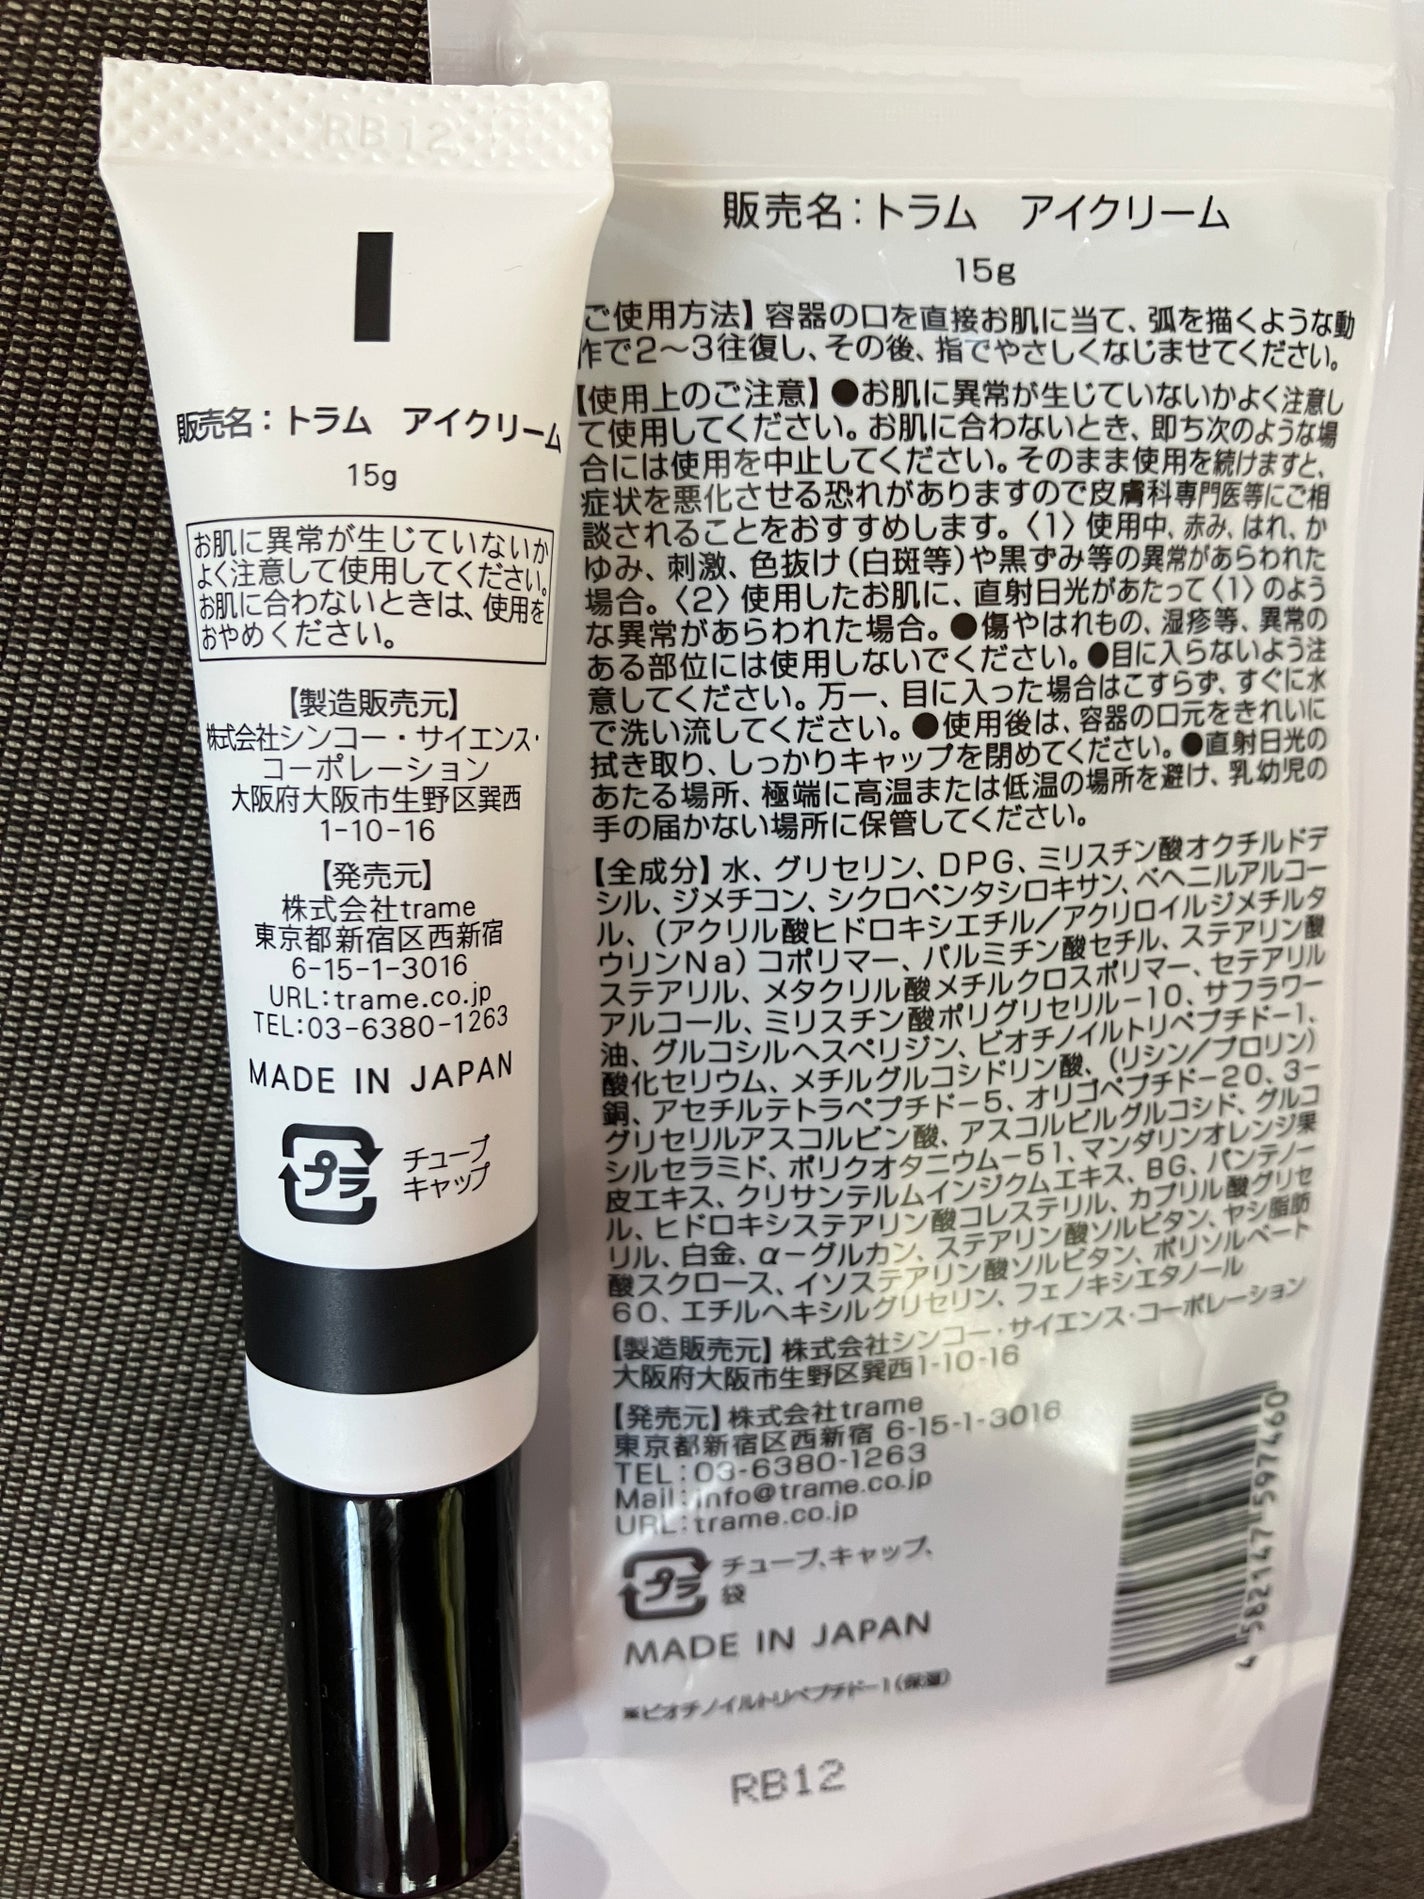 RB12
販売名：トラム　アイクリーム
15g
お肌に異常が生じていないか
よく注意して使用してください。
お肌に合わないときは、使用を
おやめください。
【製造販売元】
株式会社シンコー・サイエンス・
コーポレーション
大阪府大阪市生野区巽西
1-10-16
【発売元】
株式会社trame
東京都新宿区西新宿
6-15-1-3016
URL:trame.co.jp
TEL:03-6380-1263
MADE IN JAPAN
プラ
チューブ
キャップ
販売名：トラム　アイクリーム
15g
ご使用方法】容器の口を直接お肌に当て、弧を描くような動
作で2～3往復し、その後、指でやさしくなじませてください。
【使用上のご注意】●お肌に異常が生じていないかよく注意し
て使用してください。お肌に合わないとき、即ち次のような場
合には使用を中止してください。そのまま使用を続けますと、
症状を悪化させる恐れがありますので皮膚科専門医等にご相
談されることをおすすめします。〈1〉使用中、赤み、はれ、か
ゆみ、刺激、色抜け（白斑等）や黒ずみ等の異常があらわれた
場合。〈2〉使用したお肌に、直射日光があたって〈1〉のよう
な異常があらわれた場合。●傷やはれもの、湿疹等、異常の
ある部位には使用しないでください。●目に入らないよう注
意してください。万一、目に入った場合はこすらず、すぐに水
で洗い流してください。●使用後は、容器の口元をきれいに
拭き取り、しっかりキャップを閉めてください。●直射日光の
あたる場所、極端に高温または低温の場所を避け、乳幼児の
手の届かない場所に保管してください。
【全成分】水、グリセリン、DPG、ミリスチン酸オクチルドデ
シル、ジメチコン、シクロペンタシロキサン、ベヘニルアルコー
ル、（アクリル酸ヒドロキシエチル／アクリロイルジメチルタ
ウリンNa）コポリマー、パルミチン酸セチル、ステアリン酸
ステアリル、メタクリル酸メチルクロスポリマー、セテアリル
アルコール、ミリスチン酸ポリグリセリル－10、サフラワー
油、グルコシルヘスペリジン、ビオチノイルトリペプチド－1、
酸化セリウム、メチルグルコシドリン酸、（リシン／プロリン）
銅、アセチルテトラペプチド－5、オリゴペプチド－20、3－
グリセリルアスコルビン酸、アスコルビルグルコシド、グルコ
シルセラミド、ポリクオタニウム－51、マンダリンオレンジ果
皮エキス、クリサンテルムインジクムエキス、BG、パンテノー
ル、ヒドロキシステアリン酸コレステリル、カプリル酸グリセ
リル、白金、α－グルカン、ステアリン酸ソルビタン、ヤシ脂肪
酸スクロース、イソステアリン酸ソルビタン、ポリソルベート
60、エチルヘキシルグリセリン、フェノキシエタノール
【製造販売元】株式会社シンコー・サイエンス・コーポレーション
大阪府大阪市生野区巽西1-10-16
【発売元】株式会社trame
東京都新宿区西新宿 6-15-1-3016
TEL：03-6380-1263
Mail：info@trame.co.jp
URL：trame.co.jp
プラ
チューブ、キャップ、
袋
MADE IN JAPAN
※ビオチノイルトリペプチド－1（保湿）
RB12
4 582147 597460